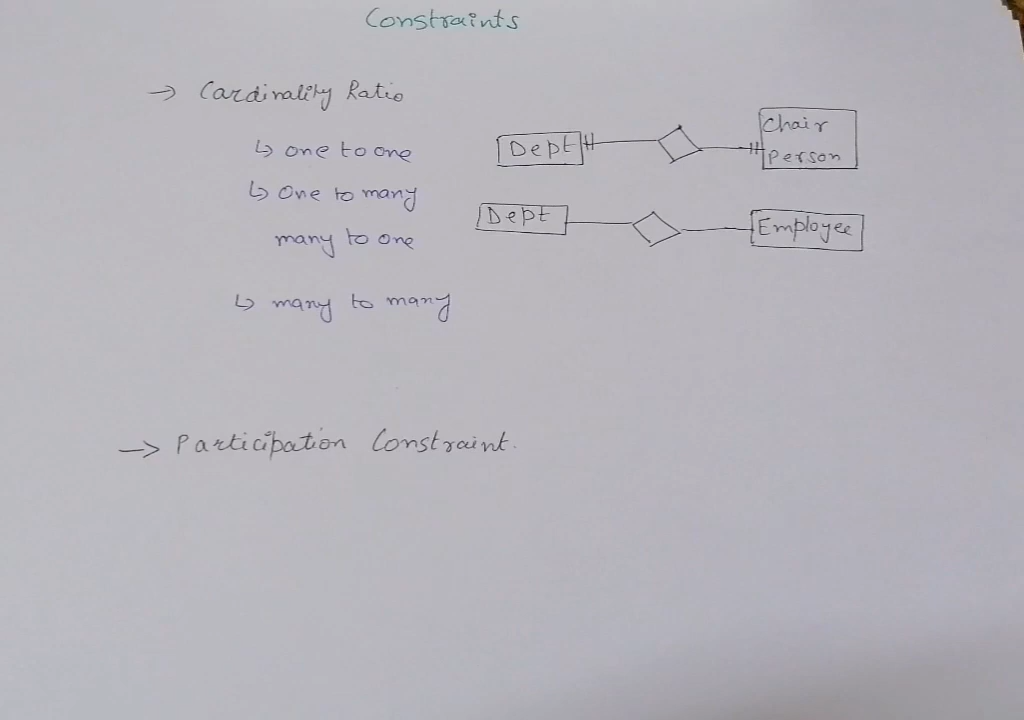 Constraints
→ Cardinality Ratio
↳ one to one
Dept
Chair
Person
↳ one to many
Dept
Employee
many to one
↳ many to many
→ Participation Constraint.